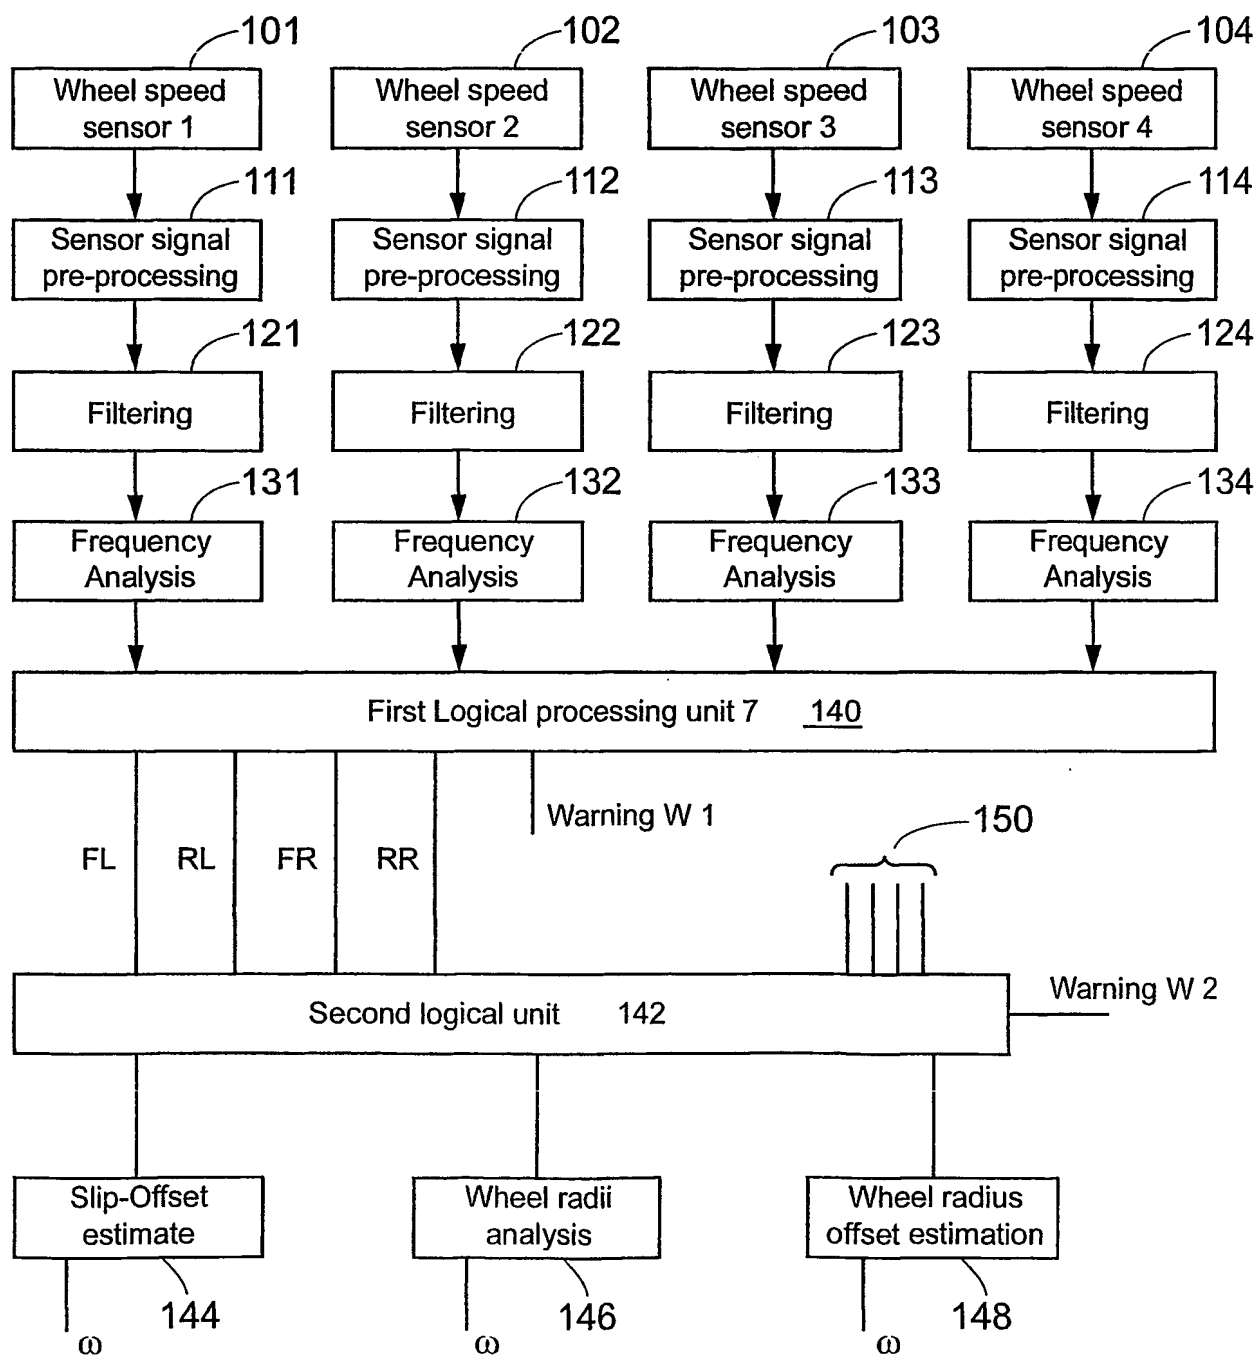 101 102 103 104
Wheel speed sensor 1
Wheel speed sensor 2
Wheel speed sensor 3
Wheel speed sensor 4
111 112 113 114
Sensor signal pre-processing
Sensor signal pre-processing
Sensor signal pre-processing
Sensor signal pre-processing
121 122 123 124
Filtering Filtering Filtering Filtering
131 132 133 134
Frequency Analysis
Frequency Analysis
Frequency Analysis
Frequency Analysis
First Logical processing unit 7 140
Warning W 1
150
FL RL FR RR
Warning W 2
Second logical unit 142
Slip-Offset estimate
Wheel radii analysis
Wheel radius offset estimation
144 146 148
ω ω ω